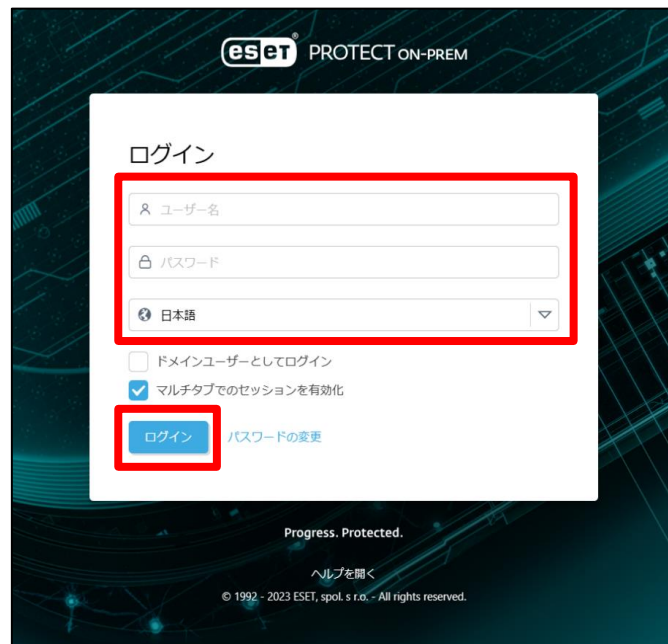 eset® PROTECT ON-PREM
ログイン
ユーザー名
パスワード
日本語
ドメインユーザーとしてログイン
マルチタブでのセッションを有効化
ログイン パスワードの変更
Progress. Protected.
ヘルプを開く
© 1992 - 2023 ESET, spol. s r.o. - All rights reserved.